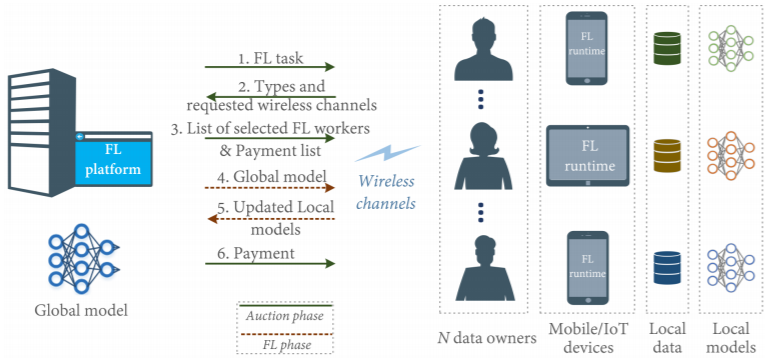 1. FL task
2. Types and
requested wireless channels
3. List of selected FL workers
& Payment list
4. Global model
5. Updated Local
models
6. Payment
FL
platform
Global model
Auction phase
FL phase
Wireless
channels
FL
runtime
FL
runtime
FL
runtime
N data owners
Mobile/IoT
devices
Local
data
Local
models